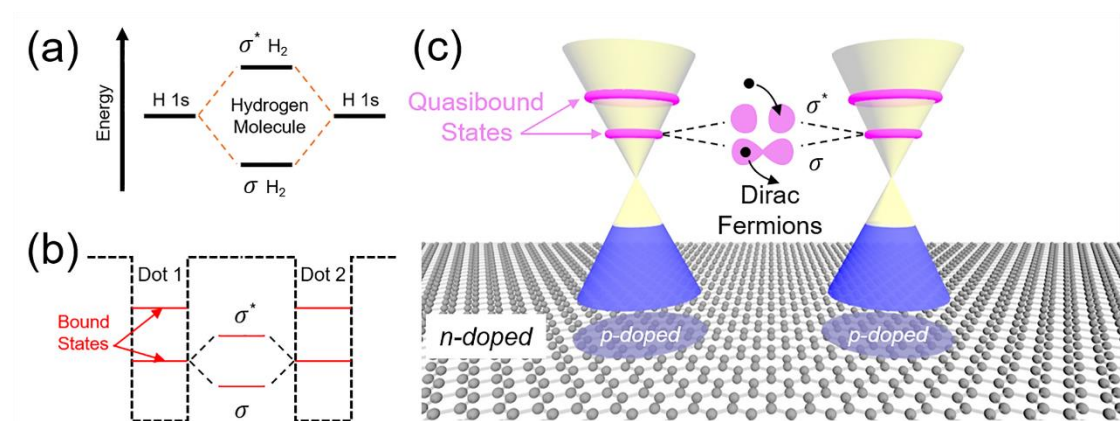 (a)
Energy
H 1s
σ* H₂
Hydrogen
Molecule
σ H₂
H 1s
(b)
Dot 1
Dot 2
Bound
States
σ*
σ
(c)
Quasibound
States
σ*
σ
Dirac
Fermions
n-doped
p-doped
p-doped